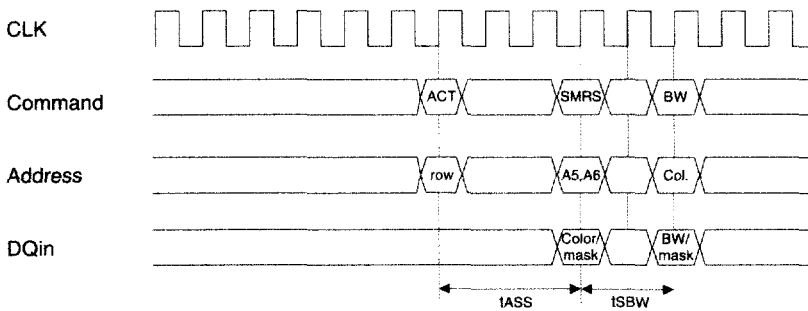 CLK
Command
ACT
SMRS
BW
Address
row
A5,A6
Col.
DQin
Color/
mask
BW/
mask
tASS
tSBW